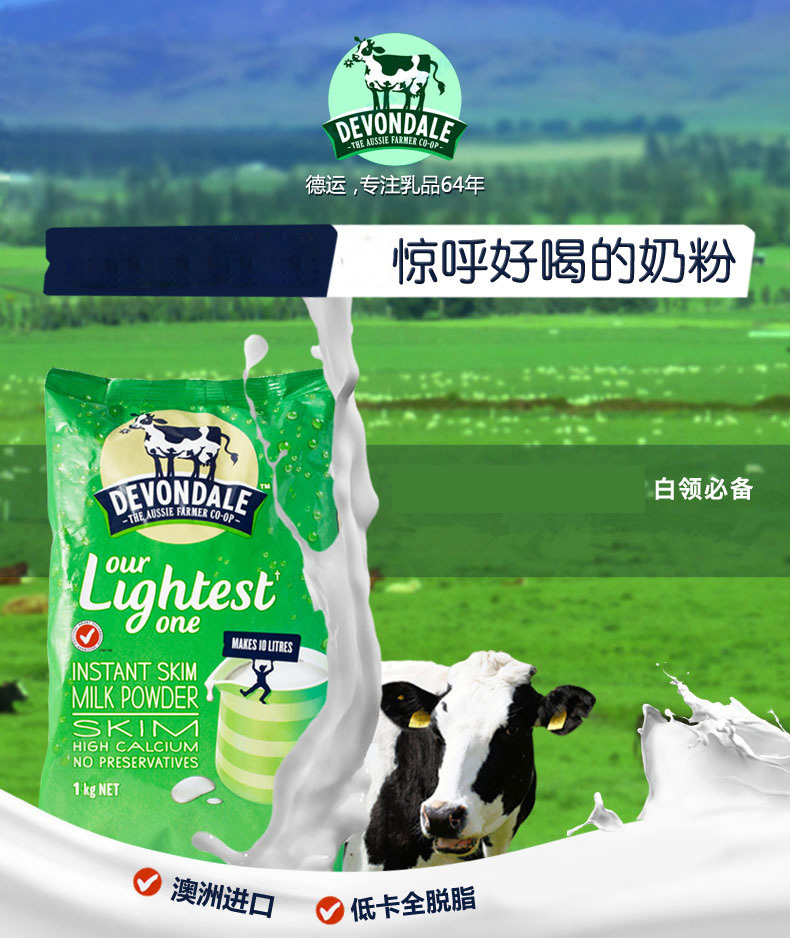 DEVONDALE
-THE AUSSIE FARMER CO-OP-
德运，专注乳品64年
惊呼好喝的奶粉
白领必备
DEVONDALE™
-THE AUSSIE FARMER CO-OP-
our
Lightest†
one
MAKES 10 LITRES
INSTANT SKIM
MILK POWDER
SKIM
HIGH CALCIUM
NO PRESERVATIVES
1 kg NET
澳洲进口
低卡全脱脂